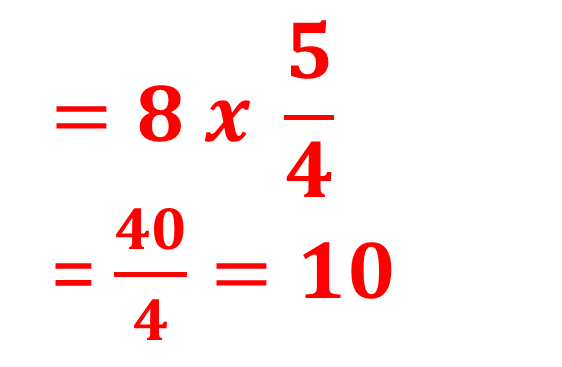 = 8 x 5/4
= 40/4 = 10